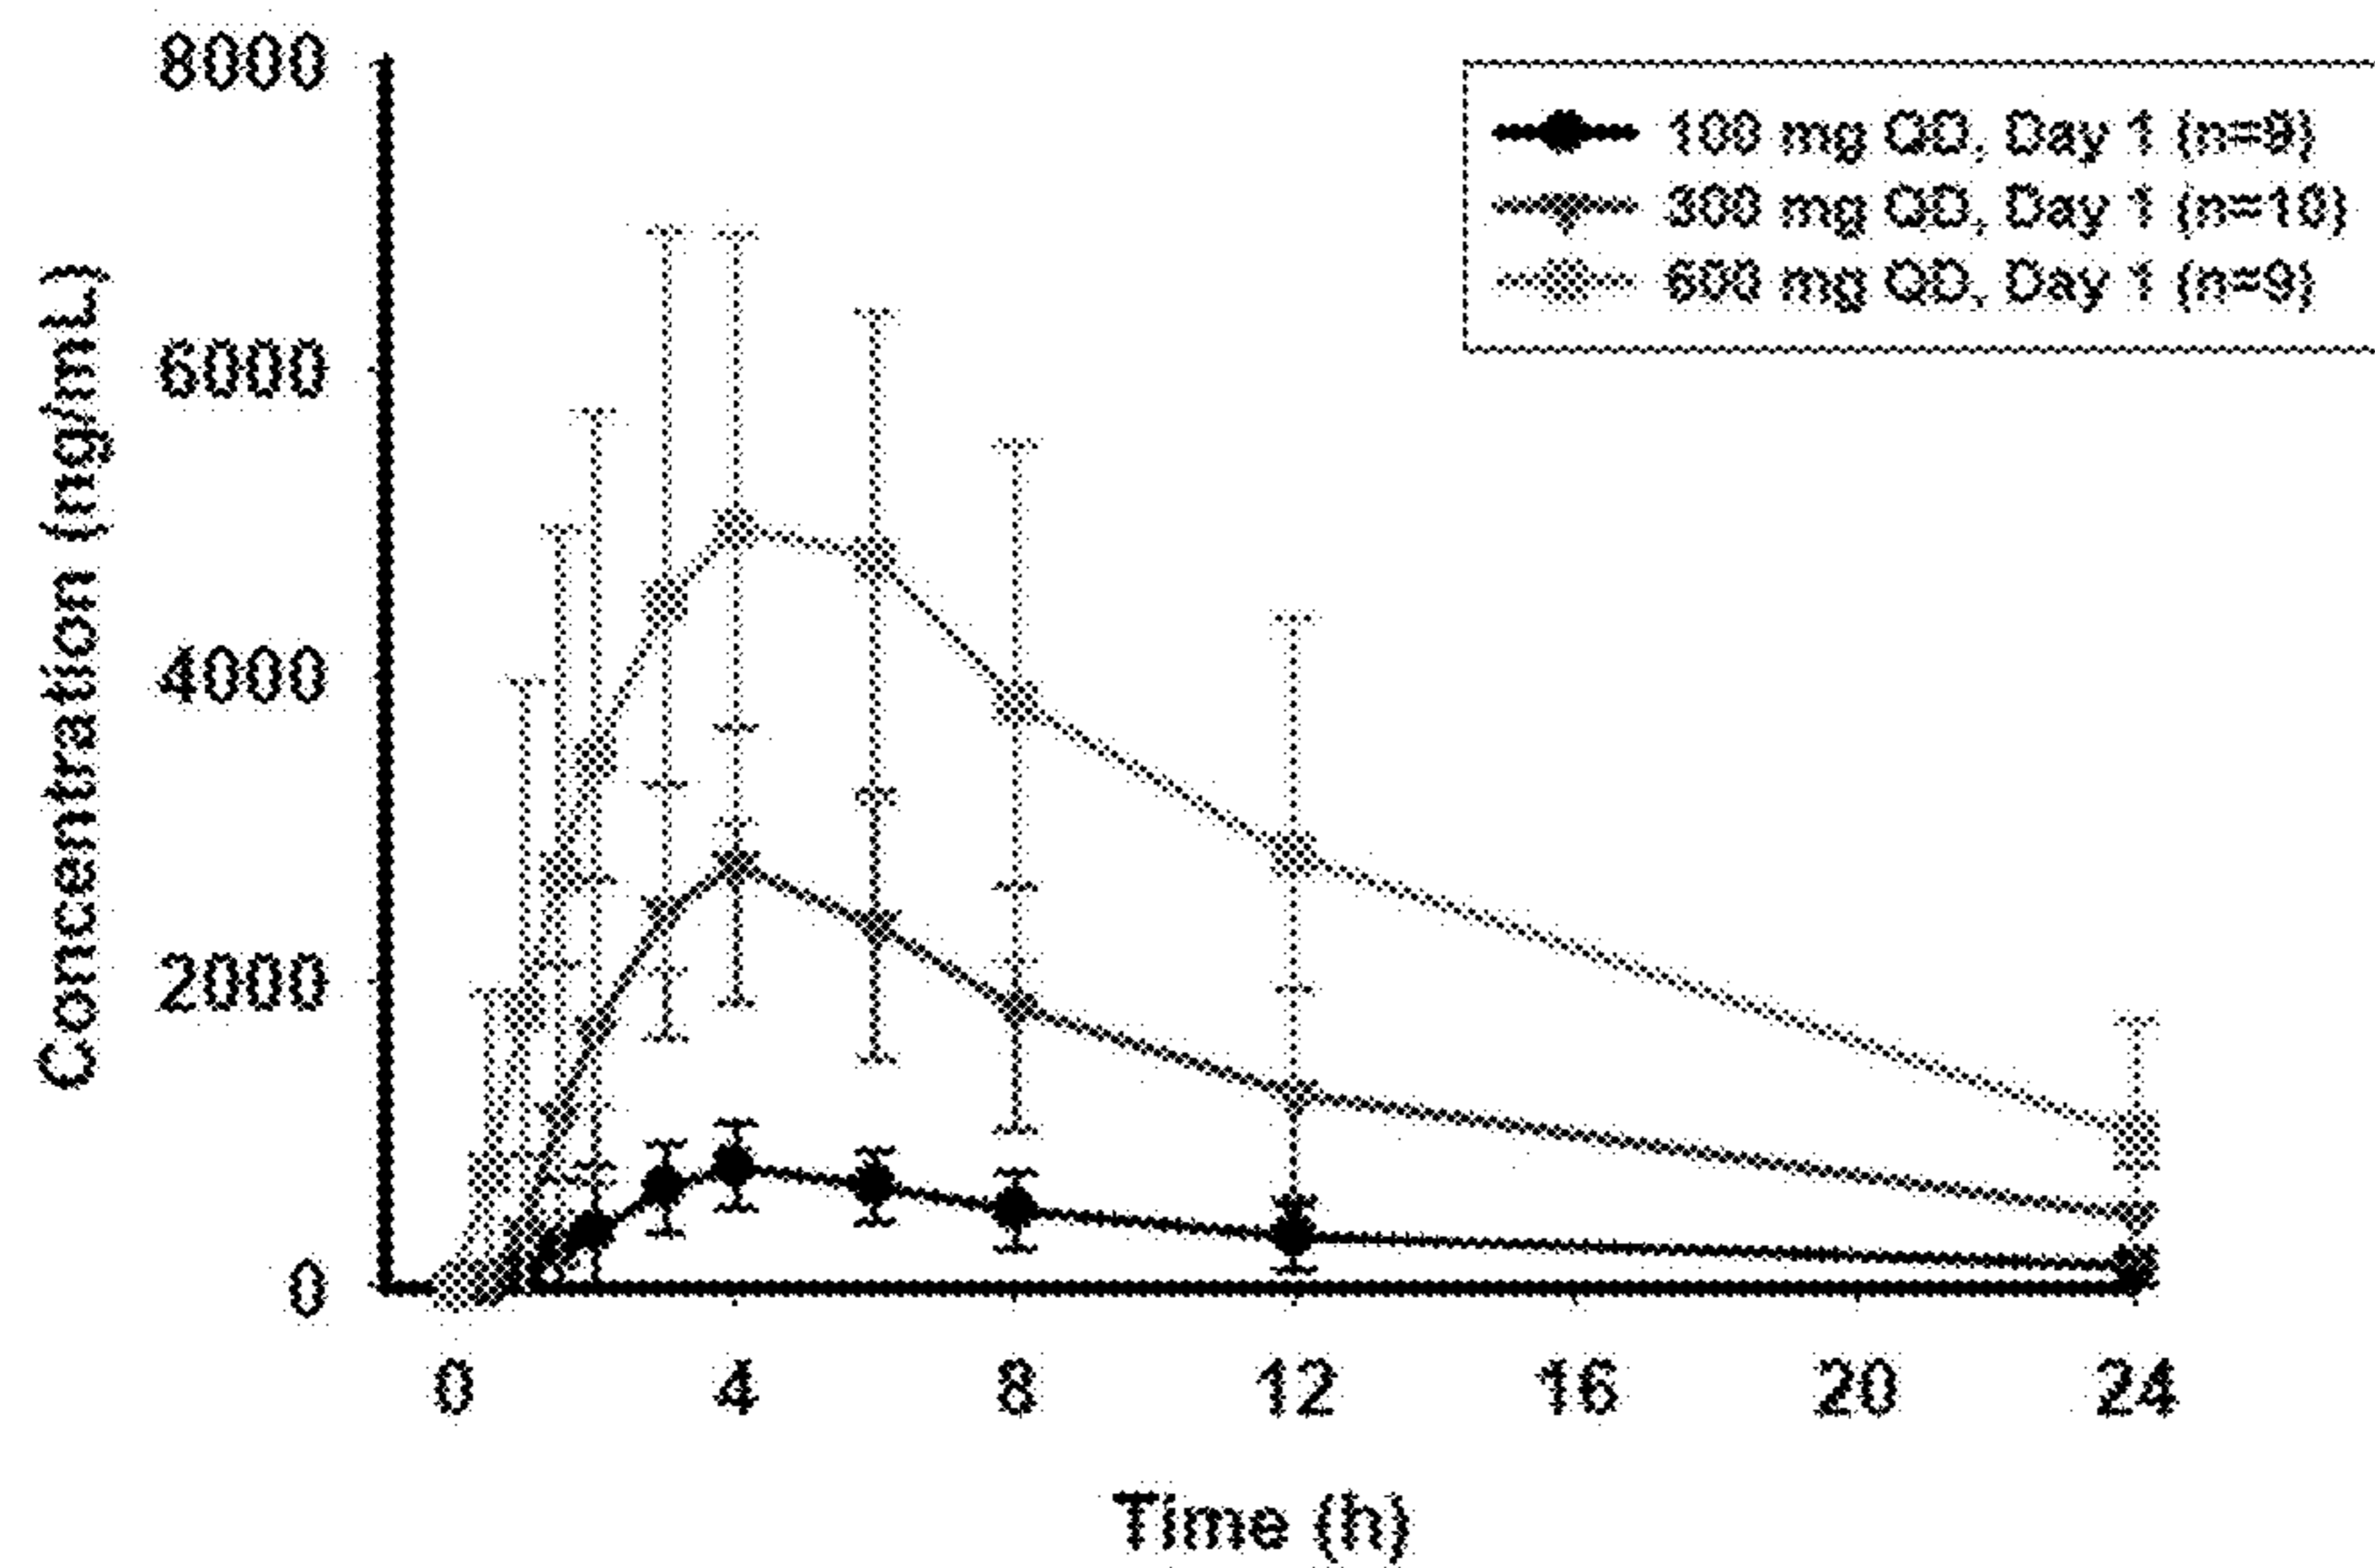 8000
6000
4000
2000
0
Concentration (ng/mL)
100 mg QD, Day 1 (n=9)
300 mg QD, Day 1 (n=10)
600 mg QD, Day 1 (n=9)
0 4 8 12 16 20 24
Time (h)